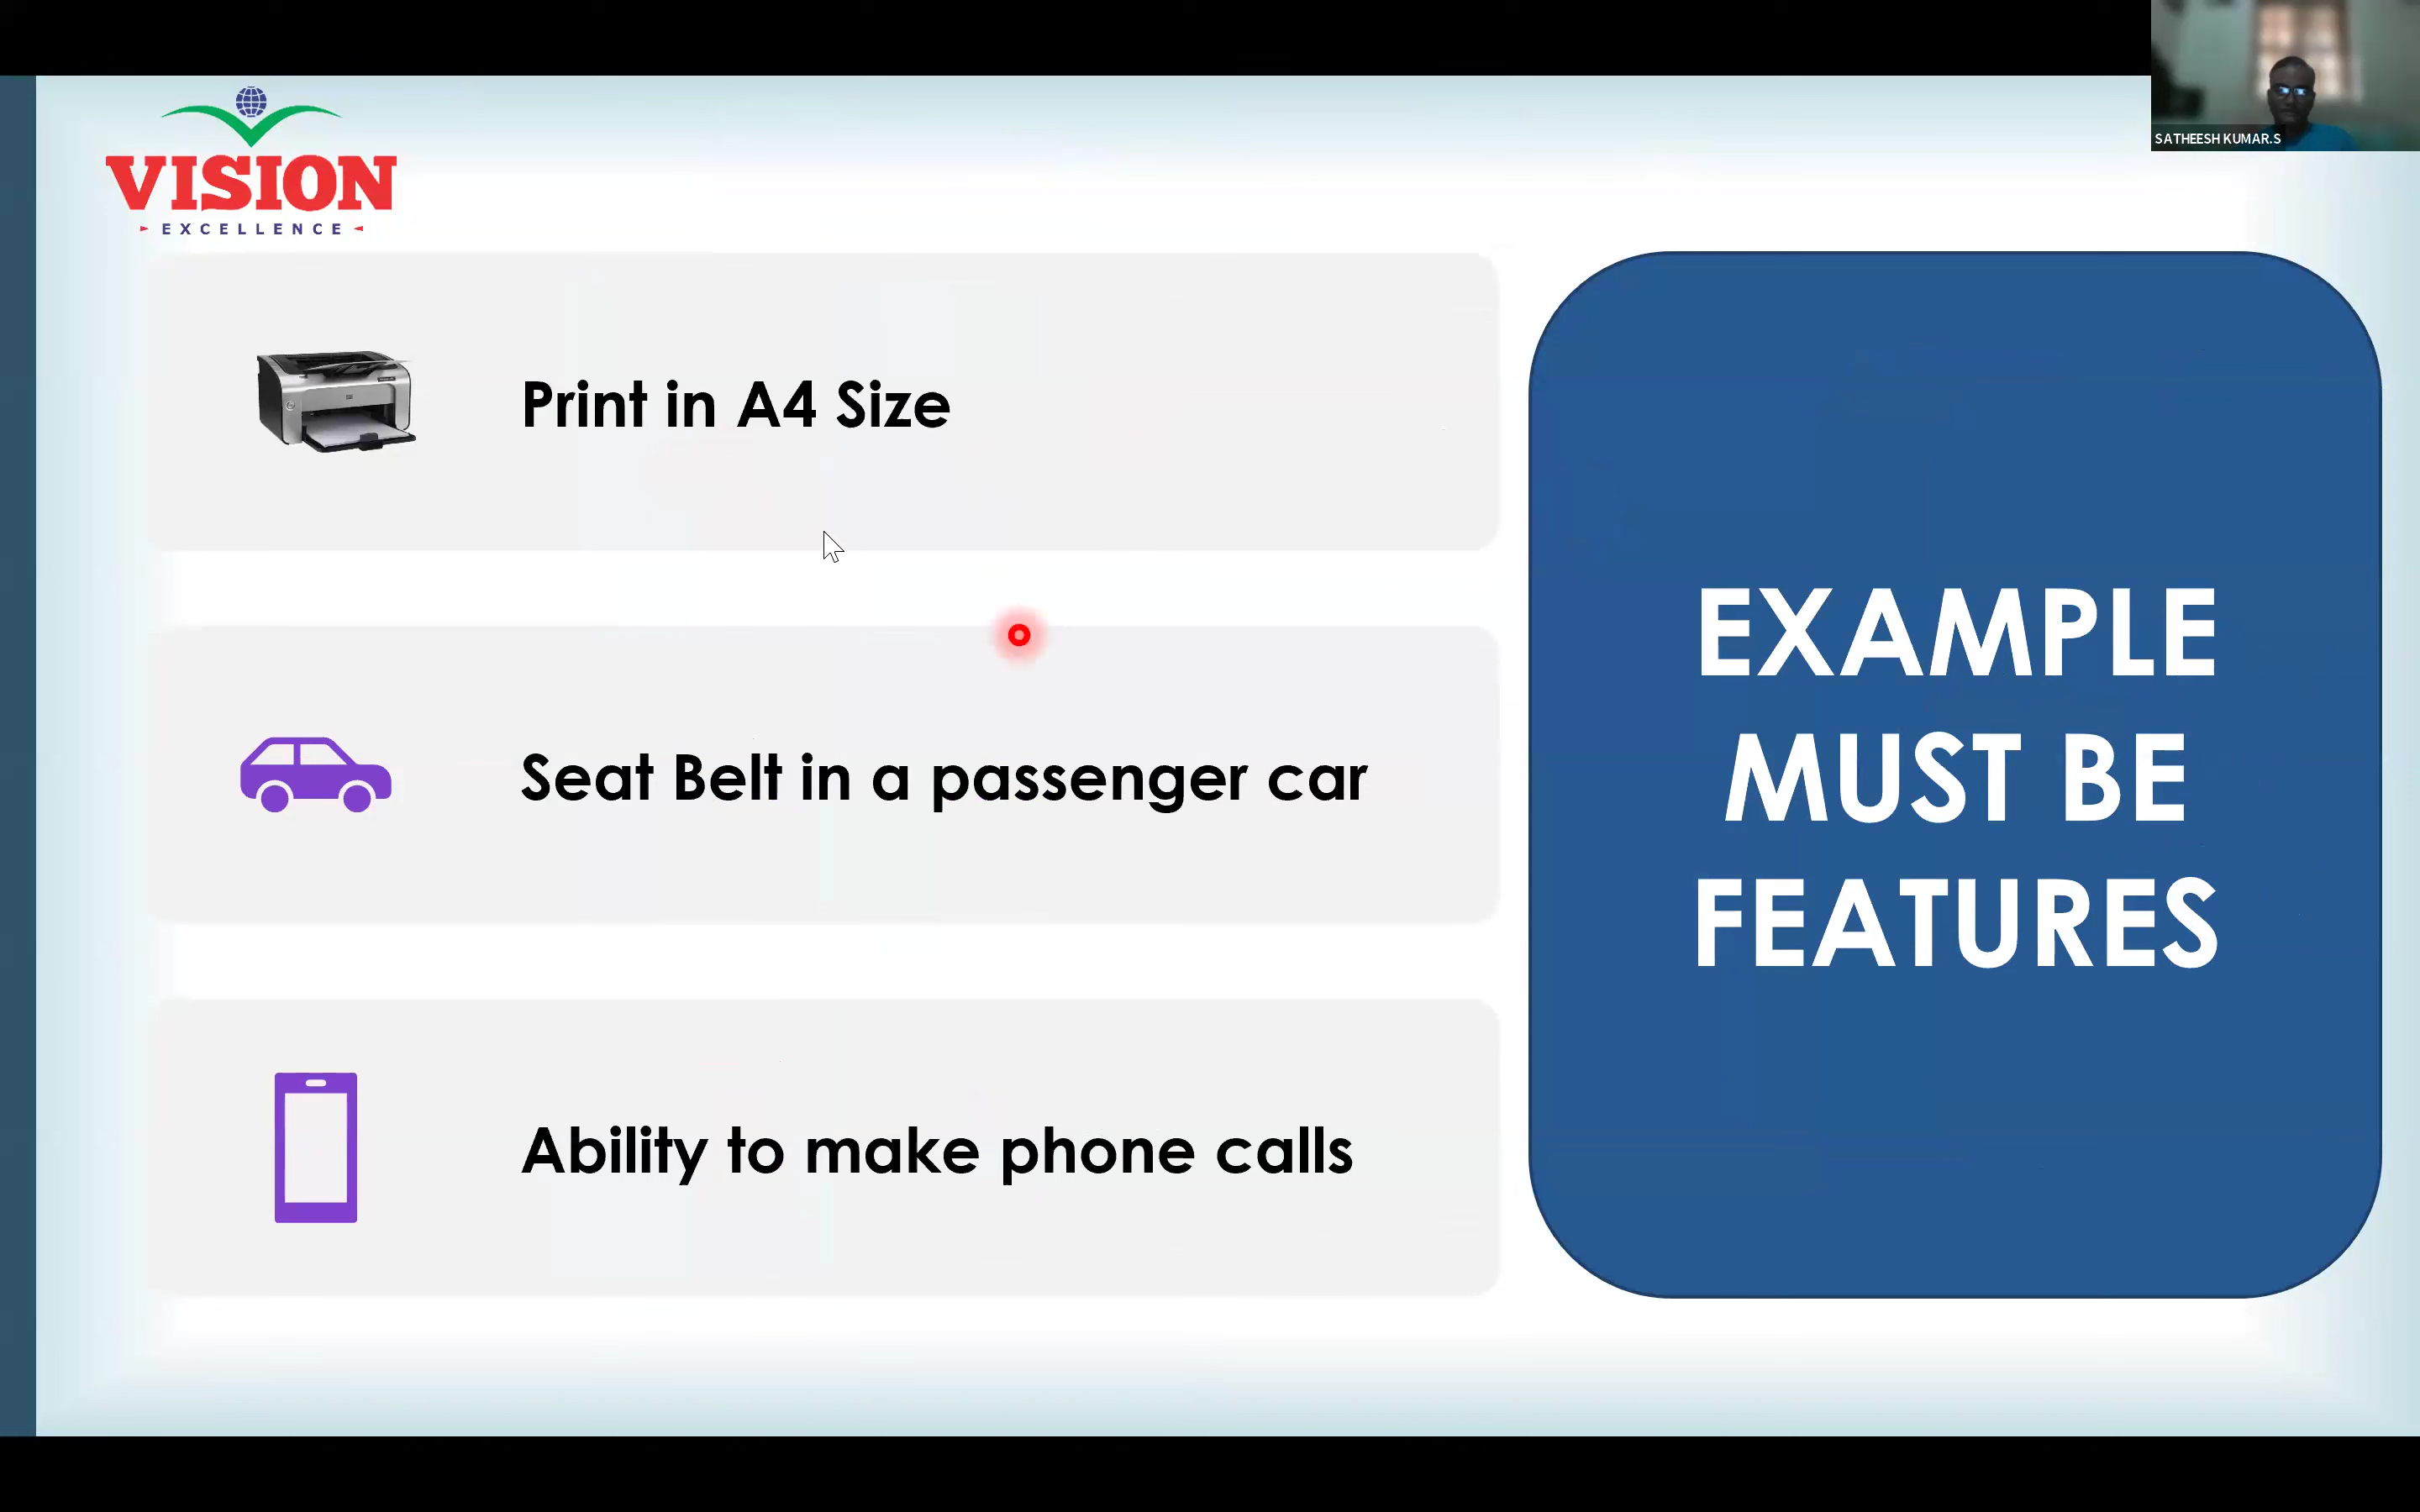 VISION
EXCELLENCE
SATHEESH KUMAR.S
Print in A4 Size
Seat Belt in a passenger car
Ability to make phone calls
EXAMPLE
MUST BE
FEATURES